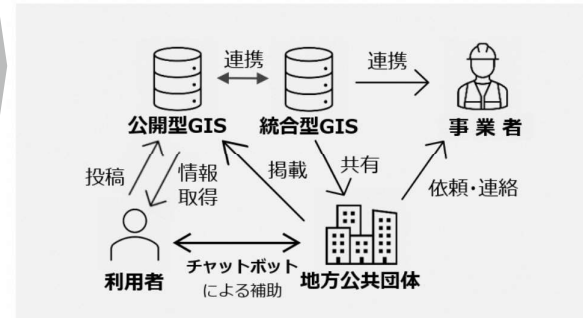 連携
連携
公開型GIS
統合型GIS
事業者
投稿
情報
取得
掲載
共有
依頼・連絡
利用者
チャットボット
による補助
地方公共団体